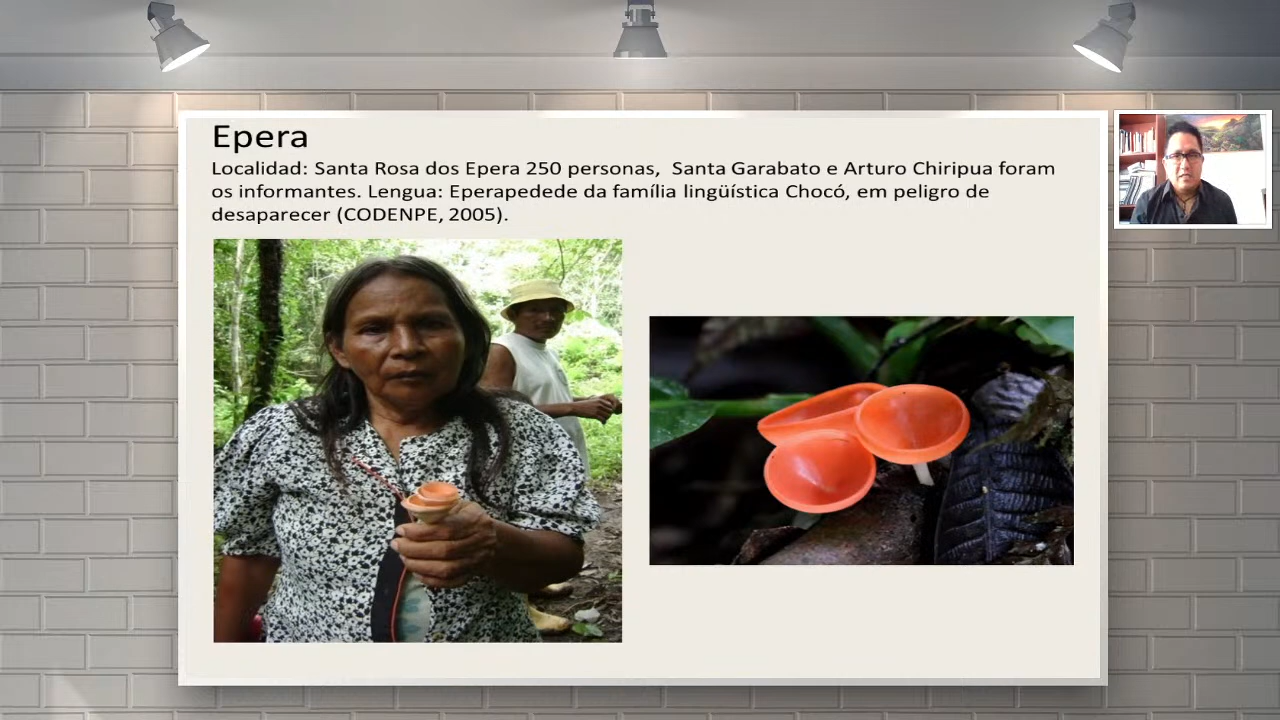 Epera
Localidad: Santa Rosa dos Epera 250 personas, Santa Garabato e Arturo Chiripua foram
os informantes. Lengua: Eperapedede da família lingüística Chocó, em peligro de
desaparecer (CODENPE, 2005).